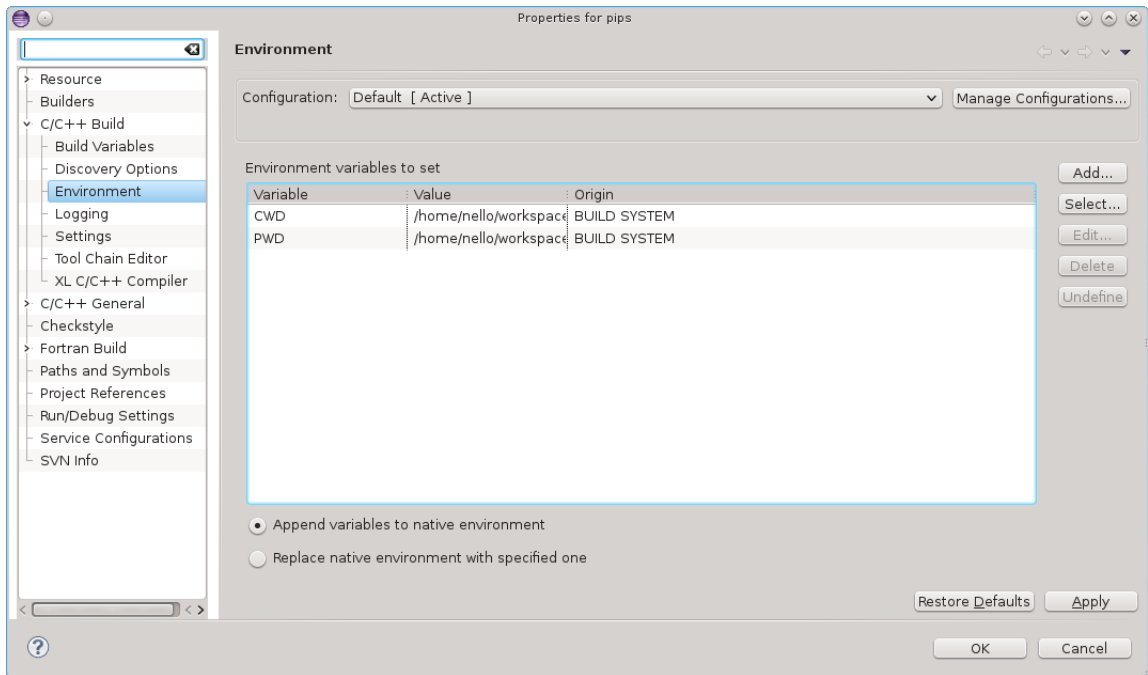 Properties for pips
Environment
Resource
Builders
C/C++ Build
Build Variables
Discovery Options
Environment
Logging
Settings
Tool Chain Editor
XL C/C++ Compiler
C/C++ General
Checkstyle
Fortran Build
Paths and Symbols
Project References
Run/Debug Settings
Service Configurations
SVN Info
Configuration: Default [ Active ] Manage Configurations...
Environment variables to set
Variable Value Origin
CWD /home/nello/workspace BUILD SYSTEM
PWD /home/nello/workspace BUILD SYSTEM
Add...
Select...
Edit...
Delete
Undefine
Append variables to native environment
Replace native environment with specified one
Restore Defaults Apply
? OK Cancel